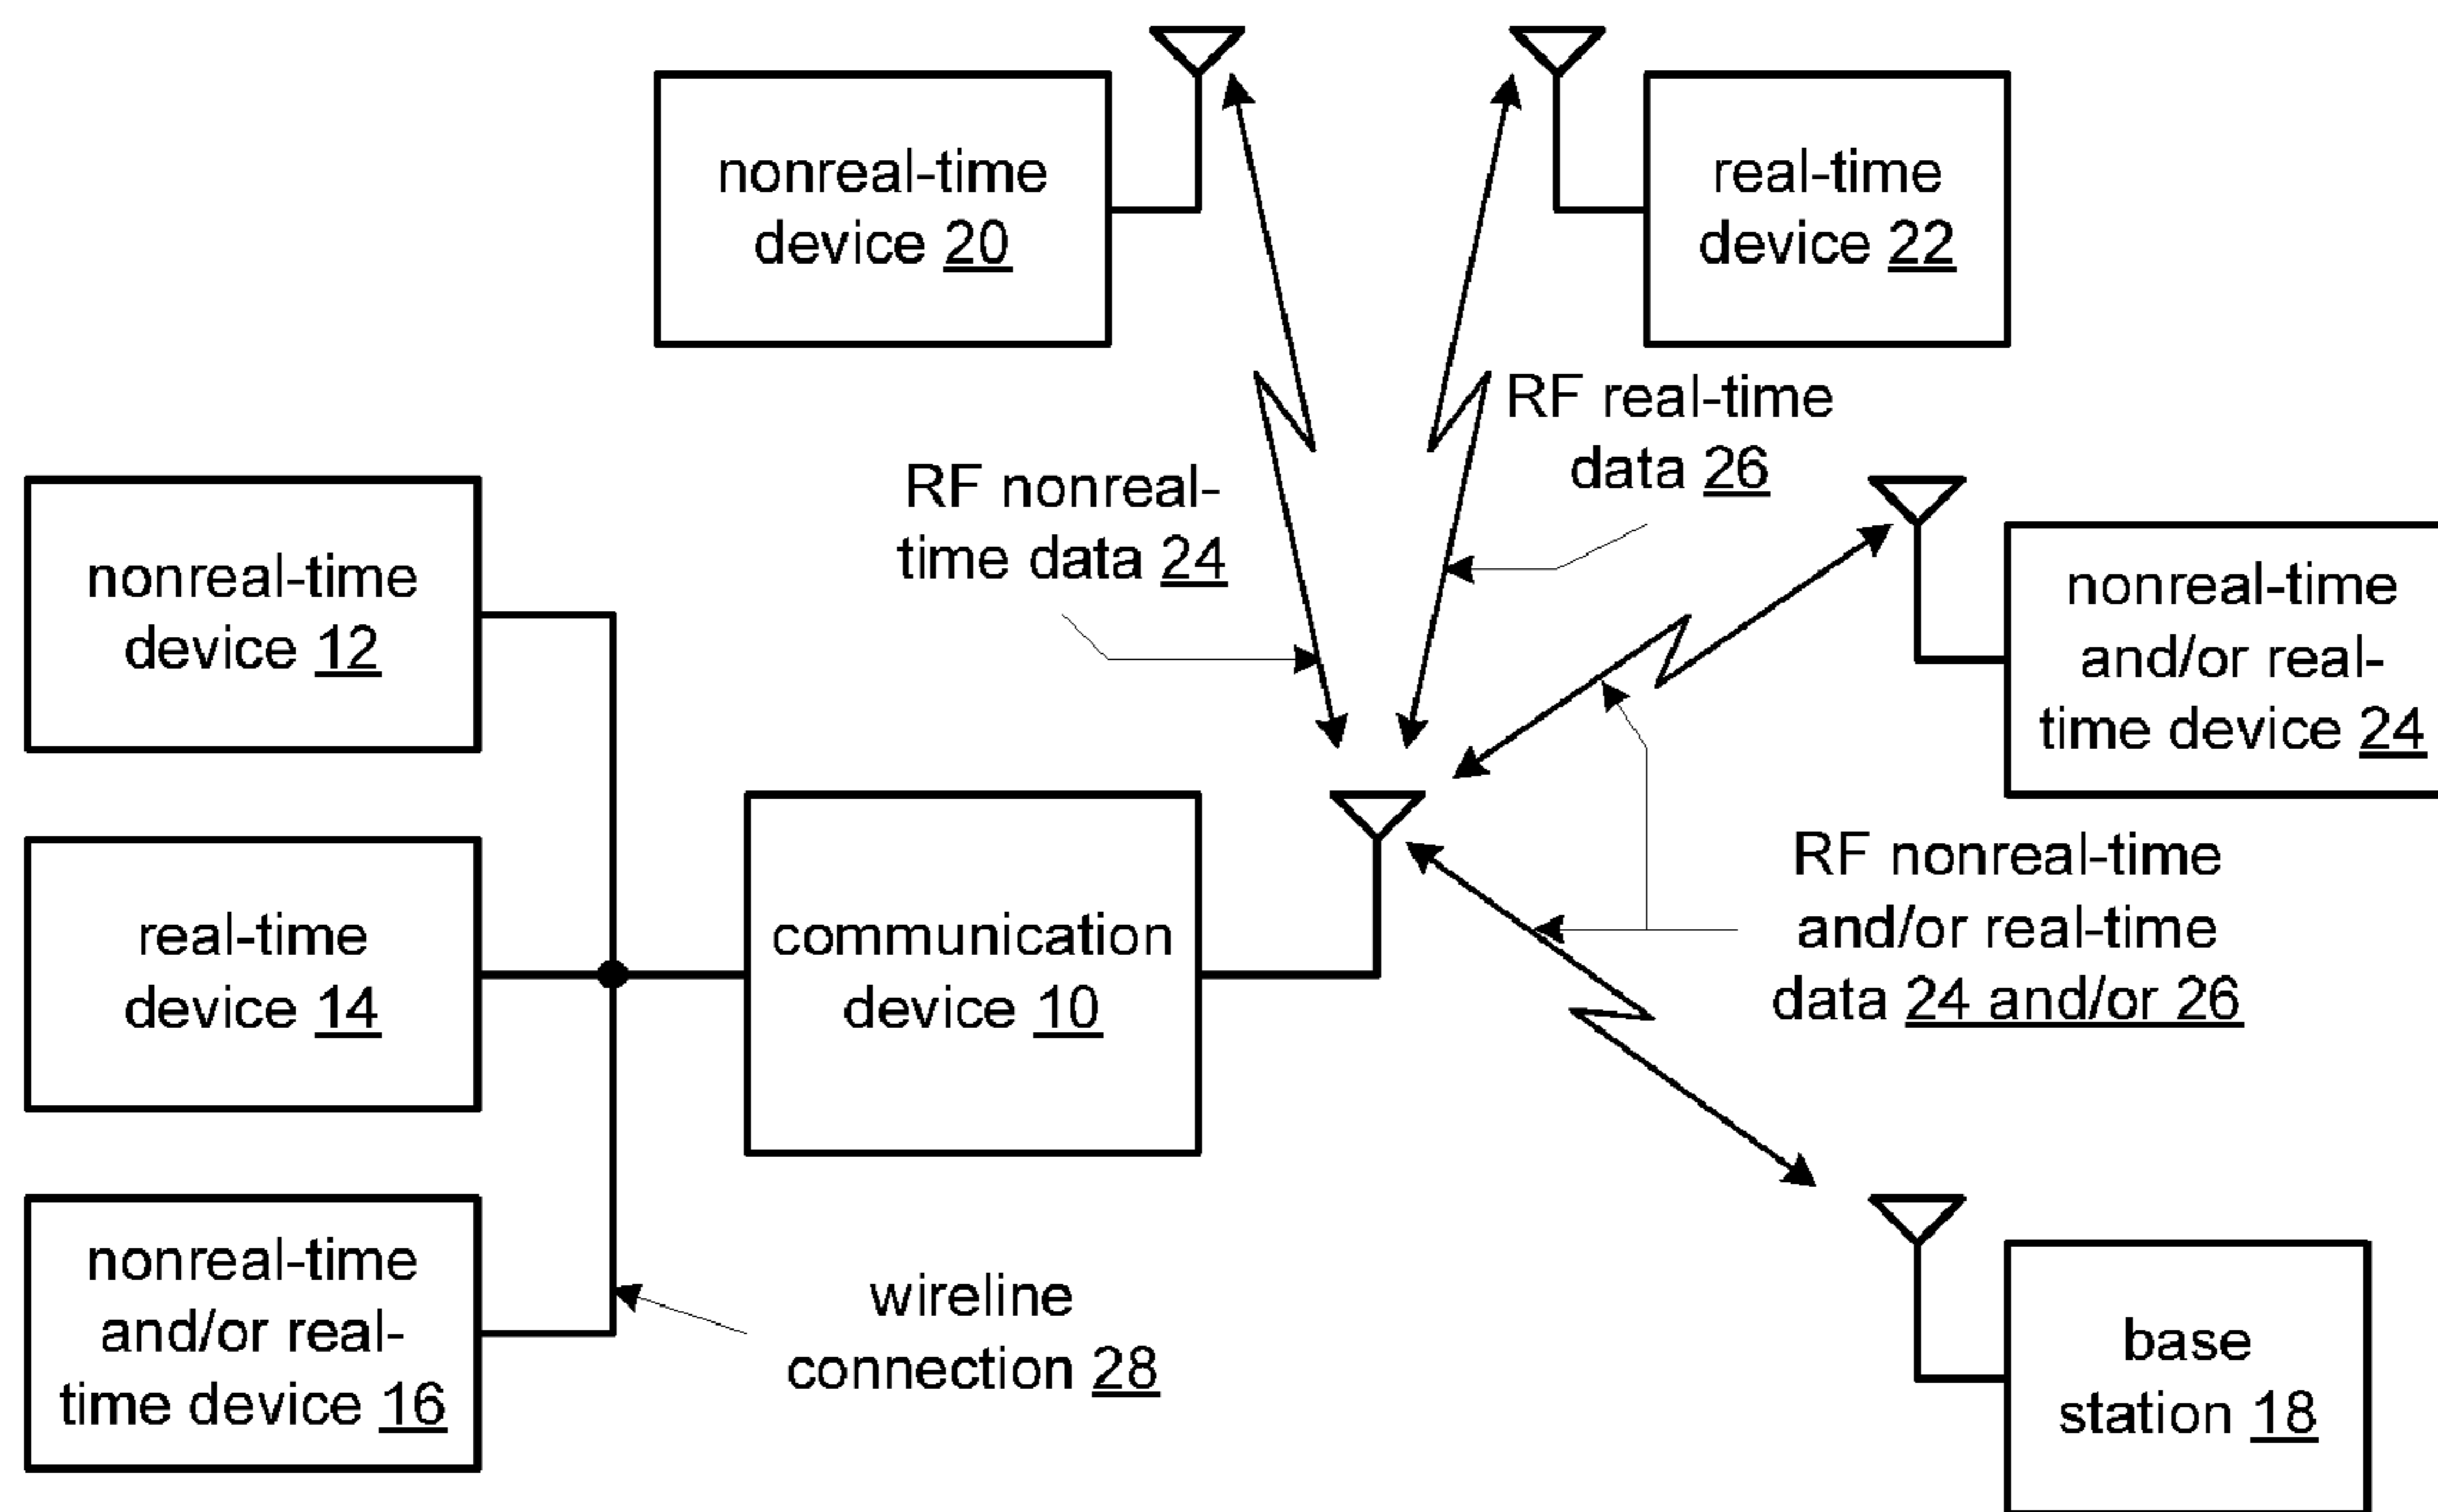 nonreal-time
device 20
real-time
device 22
RF real-time
data 26
RF nonreal-
time data 24
nonreal-time
device 12
nonreal-time
and/or real-
time device 24
real-time
device 14
communication
device 10
RF nonreal-time
and/or real-time
data 24 and/or 26
nonreal-time
and/or real-
time device 16
wireline
connection 28
base
station 18